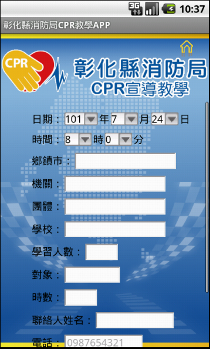 3G 10:37
彰化縣消防局CPR教學APP
CPR
彰化縣消防局
CPR宣導教學
日期：101 年 7 月 24 日
時間：8 時 0 分
鄉鎮市：
機關：
團體：
學校：
學習人數：
對象：
時數：
聯絡人姓名：
電話：0987654321